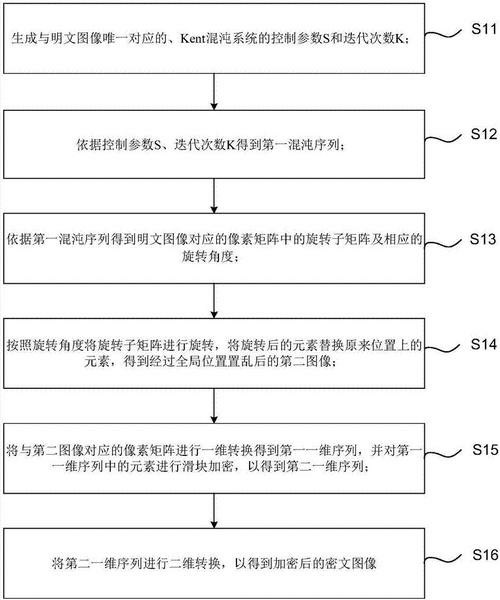 生成与明文图像唯一对应的、Kent混沌系统的控制参数S和迭代次数K；
S11
依据控制参数S、迭代次数K得到第一混沌序列；
S12
依据第一混沌序列得到明文图像对应的像素矩阵中的旋转子矩阵及相应的
旋转角度；
S13
按照旋转角度将旋转子矩阵进行旋转，将旋转后的元素替换原来位置上的
元素，得到经过全局位置置乱后的第二图像；
S14
将与第二图像对应的像素矩阵进行一维转换得到第一一维序列，并对第一
一维序列中的元素进行滑块加密，以得到第二一维序列；
S15
将第二一维序列进行二维转换，以得到加密后的密文图像
S16